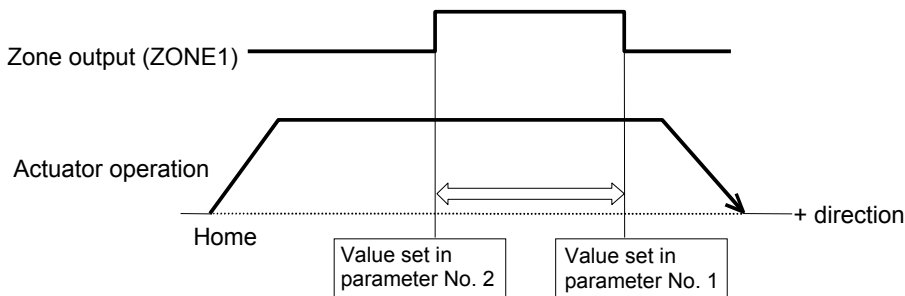 Zone output (ZONE1)
Actuator operation
+ direction
Home
Value set in
parameter No. 2
Value set in
parameter No. 1